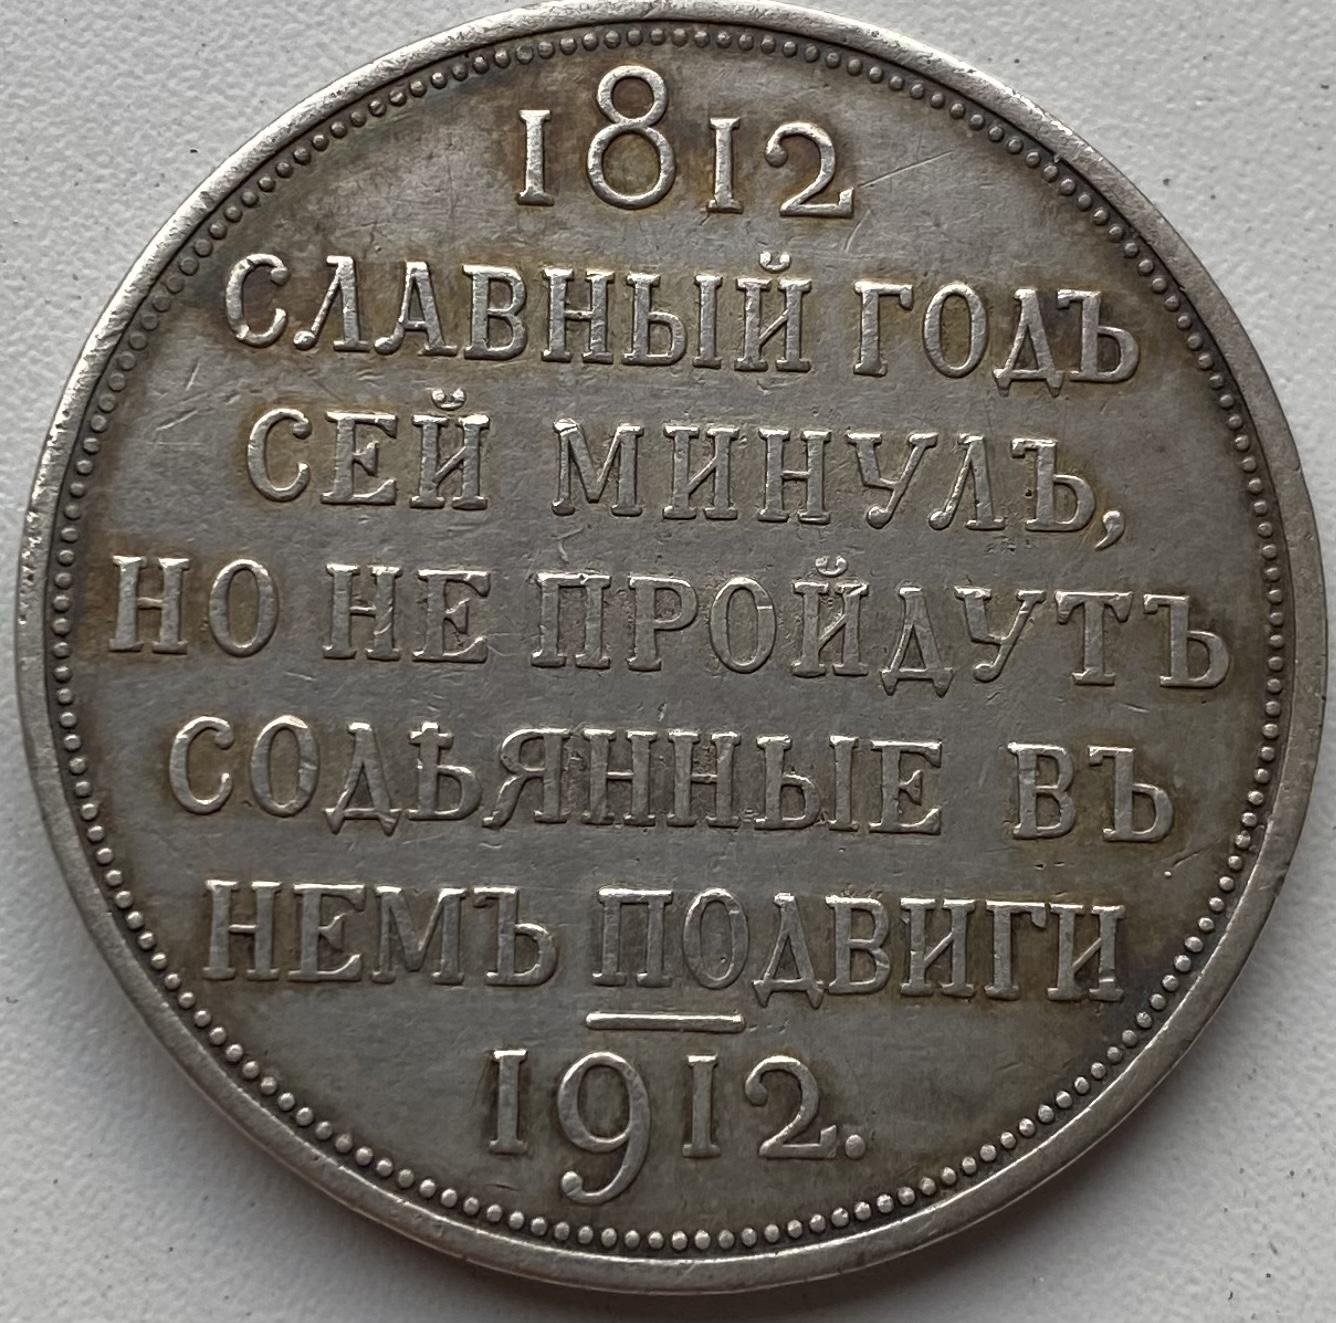 1812
СЛАВНЫЙ ГОДЪ
СЕЙ МИНУЛЪ,
НО НЕ ПРОЙДУТЪ
СОДѢЯННЫЕ ВЪ
НЕМЪ ПОДВИГИ
1912.